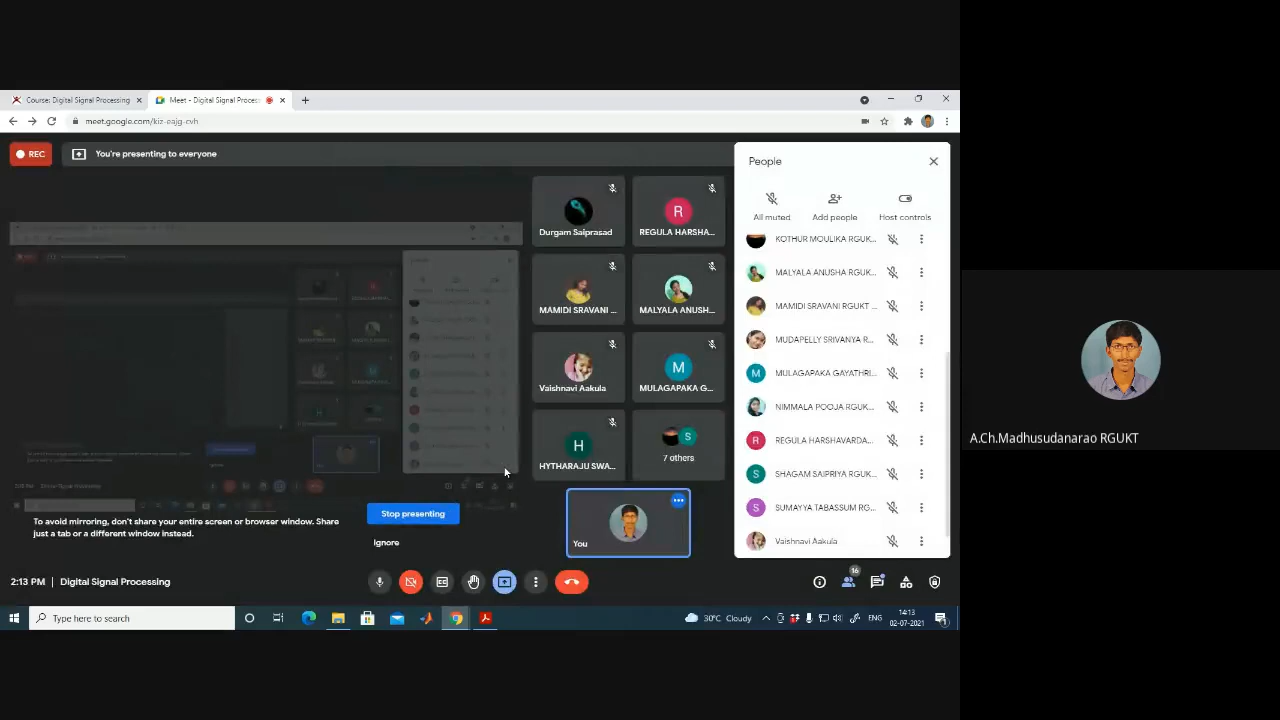 Course: Digital Signal Processing
Meet - Digital Signal Proces
meet.google.com/kiz-eajg-cvh
REC
You're presenting to everyone
People
All muted
Add people
Host controls
Durgam Saiprasad
R
REGULA HARSHA...
MAMIDI SRAVANI ...
MALYALA ANUSH...
Vaishnavi Aakula
M
MULAGAPAKA G...
H
HYTHARAJU SWA...
S
7 others
You
KOTHUR MOULIKA RGUK...
MALYALA ANUSHA RGUK...
MAMIDI SRAVANI RGUKT ...
MUDAPELLY SRIVANYA R...
M
MULAGAPAKA GAYATHRI...
NIMMALA POOJA RGUK...
R
REGULA HARSHAVARDA...
S
SHAGAM SAIPRIYA RGUK...
S
SUMAYYA TABASSUM RG...
Vaishnavi Aakula
To avoid mirroring, don't share your entire screen or browser window. Share
just a tab or a different window instead.
Stop presenting
Ignore
2:13 PM | Digital Signal Processing
16
Type here to search
30°C Cloudy
ENG
14:13
02-07-2021
A.Ch.Madhusudanarao RGUKT